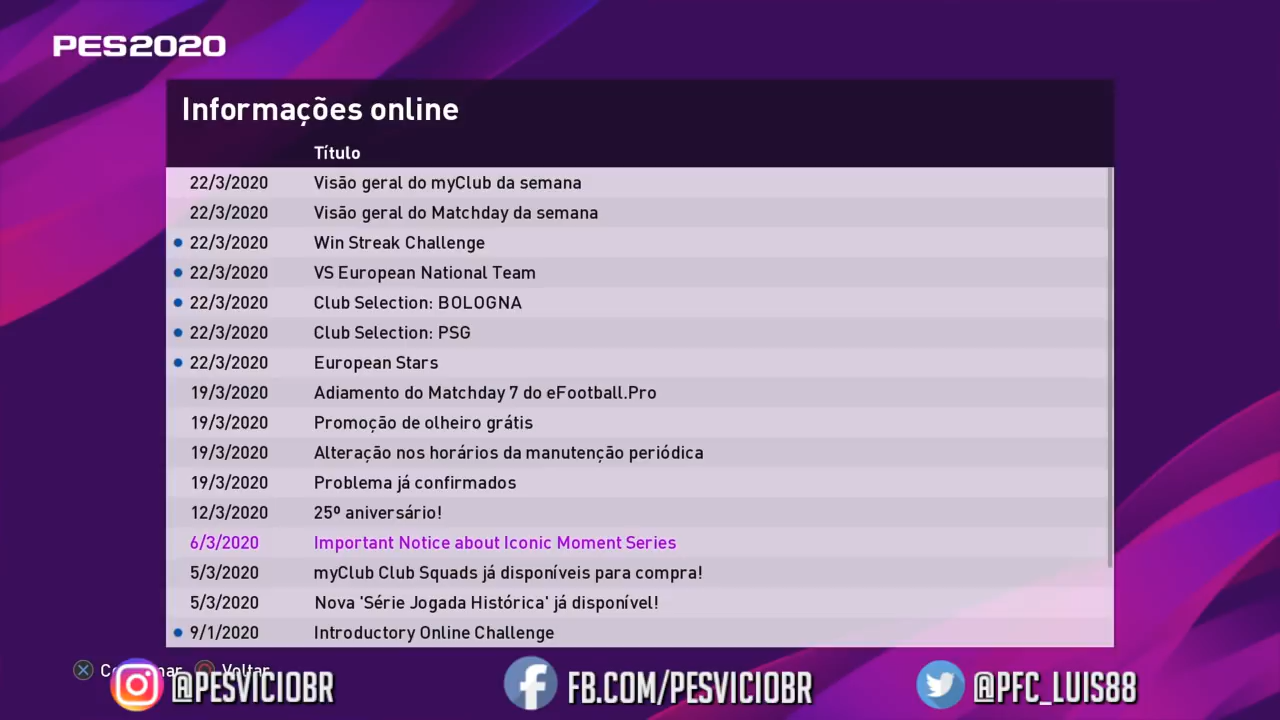 PES2020
Informações online
Título
22/3/2020 Visão geral do myClub da semana
22/3/2020 Visão geral do Matchday da semana
22/3/2020 Win Streak Challenge
22/3/2020 VS European National Team
22/3/2020 Club Selection: BOLOGNA
22/3/2020 Club Selection: PSG
22/3/2020 European Stars
19/3/2020 Adiamento do Matchday 7 do eFootball.Pro
19/3/2020 Promoção de olheiro grátis
19/3/2020 Alteração nos horários da manutenção periódica
19/3/2020 Problema já confirmados
12/3/2020 25º aniversário!
6/3/2020 Important Notice about Iconic Moment Series
5/3/2020 myClub Club Squads já disponíveis para compra!
5/3/2020 Nova 'Série Jogada Histórica' já disponível!
9/1/2020 Introductory Online Challenge
Voltar
@PESVICIOBR FB.COM/PESVICIOBR @PFC_LUIS88